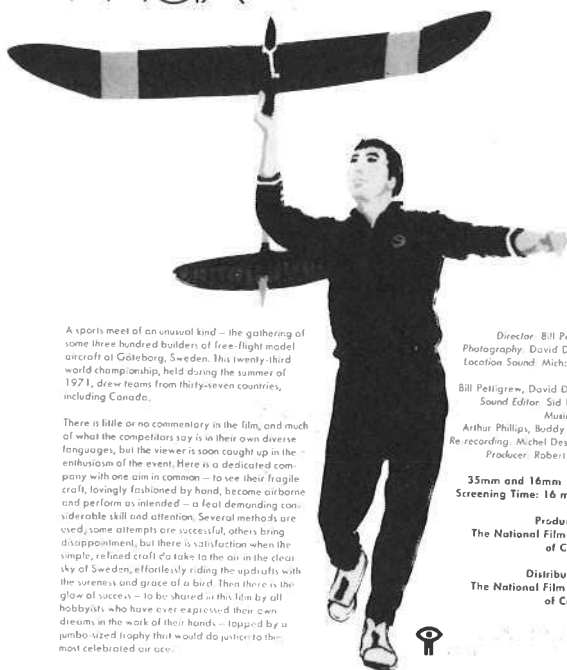 A sports meet of an unusual kind — the gathering of
some three hundred builders of free-flight model
aircraft at Göteborg, Sweden. This twenty-third
world championship, held during the summer of
1971, drew teams from thirty-seven countries,
including Canada.
There is little or no commentary in the film, and much
of what the competitors say is in their own diverse
languages, but the viewer is soon caught up in the
enthusiasm of the event. Here is a dedicated com-
pany with one aim in common — to see their fragile
craft, lovingly fashioned by hand, become airborne
and perform as intended — a feat demanding con-
siderable skill and attention. Several methods are
used, some attempts are successful, others bring
disappointment, but there is satisfaction when the
simple, refined craft do take to the air in the clear
sky of Sweden, effortlessly riding the updrafts with
the sureness and grace of a bird. Then there is the
glow of success — to be shared in this film by all
hobbyists who have ever expressed their own
dreams in the work of their hands — topped by a
jumbo-sized trophy that would do justice to the
most celebrated air ace.
Director: Bill
Photography: David
Location Sound:
Bill Pettigrew, David
Sound Editor: Sid
Arthur Phillips, Buddy
Re-recording: Michel
Producer: Robert
35mm and 16mm
Screening Time: 16
The National Film
of
The National Film
of